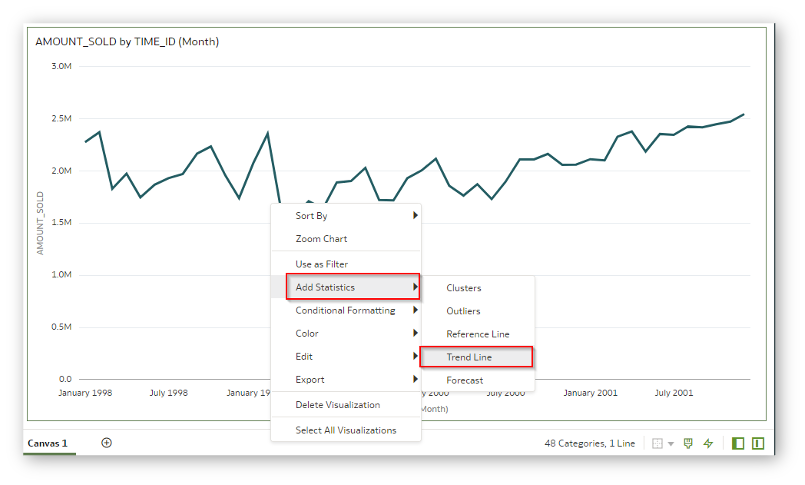 AMOUNT_SOLD by TIME_ID (Month)
3.0M
2.5M
2.0M
1.5M
1.0M
0.5M
0.0
AMOUNT_SOLD
Sort By
Zoom Chart
Use as Filter
Add Statistics
Conditional Formatting
Color
Edit
Export
Delete Visualization
Select All Visualizations
Clusters
Outliers
Reference Line
Trend Line
Forecast
January 1998 July 1998 January 1 2000 July 2000 January 2001 July 2001
Month)
Canvas 1
48 Categories, 1 Line